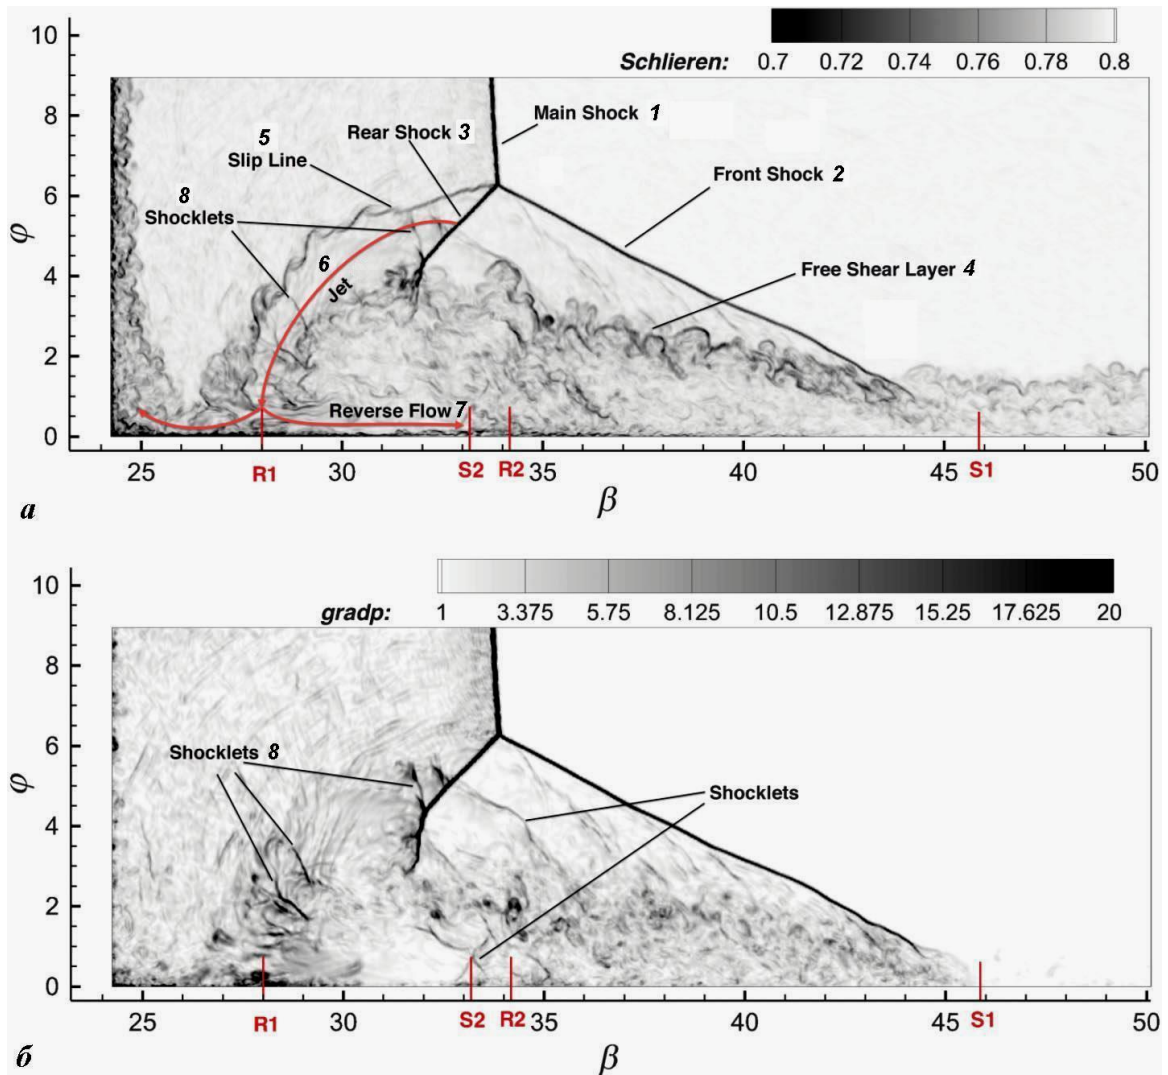 10
8
6
4
2
0
φ
Schlieren: 0.7 0.72 0.74 0.76 0.78 0.8
Main Shock 1
Rear Shock 3
5
Slip Line
Front Shock 2
8
Shocklets
6
Jet
Free Shear Layer 4
Reverse Flow 7
25 R1 30 S2 R2 35 40 45 S1 50
β
а
gradp: 1 3.375 5.75 8.125 10.5 12.875 15.25 17.625 20
10
8
6
4
2
0
φ
Shocklets 8
Shocklets
25 R1 30 S2 R2 35 40 45 S1 50
β
б